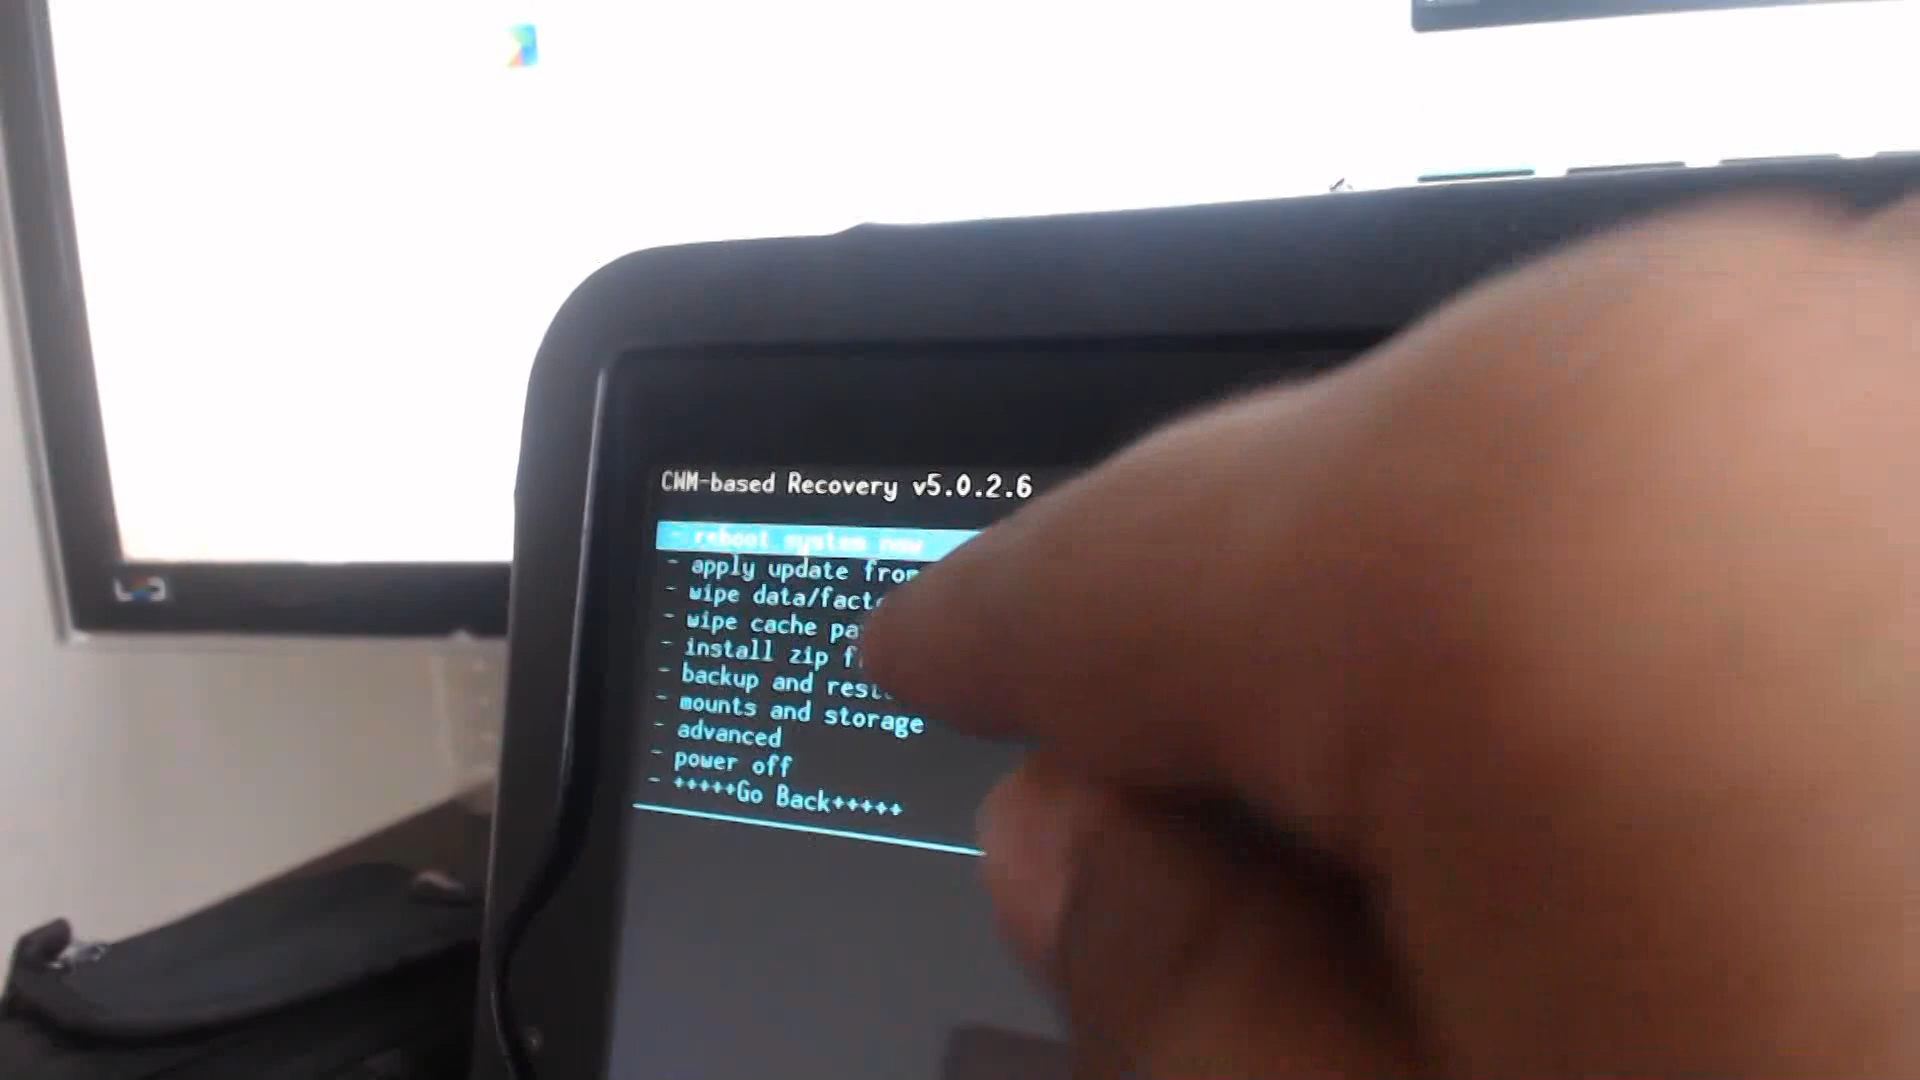 CWM-based Recovery v5.0.2.6
- reboot system now
- apply update from
- wipe data/facto
- wipe cache pa
- install zip f
- backup and rest
- mounts and storage
- advanced
- power off
- +++++Go Back+++++